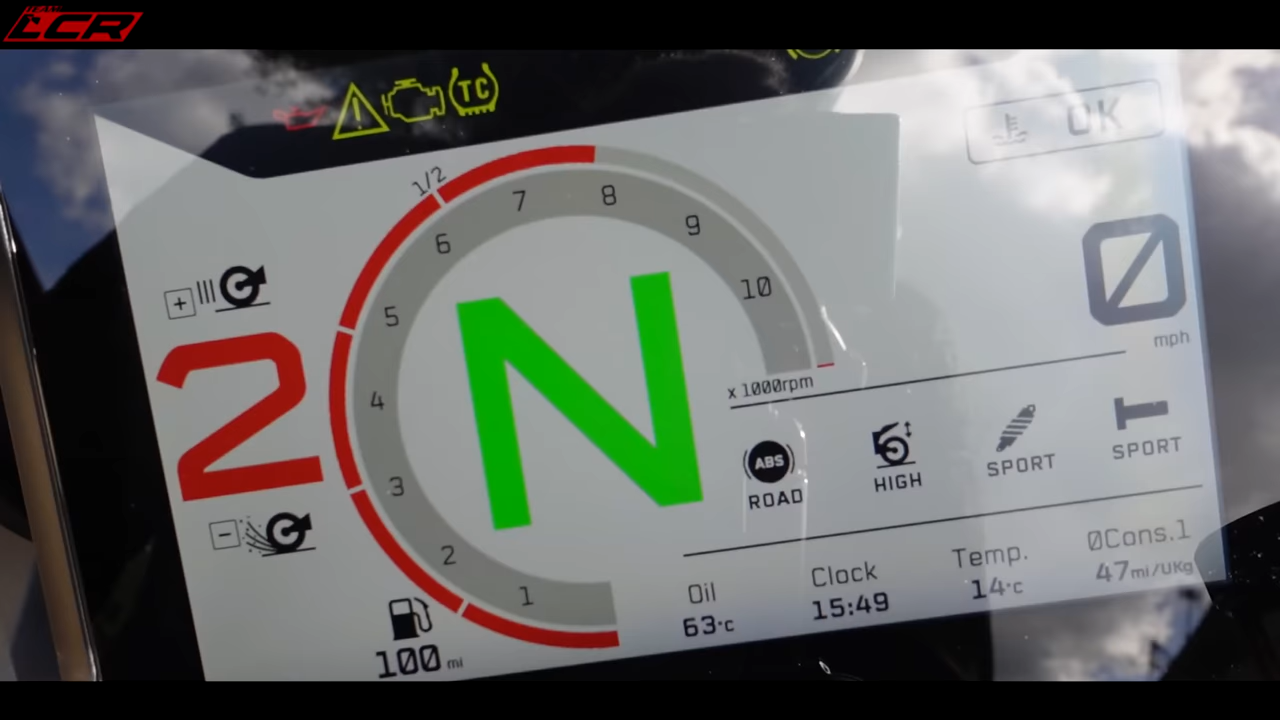 LCR
TC
OK
1/2
1
2
3
4
5
6
7
8
9
10
x 1000rpm
N
+
2
-
0
mph
ABS
ROAD
HIGH
SPORT
SPORT
100 mi
Oil
63°C
Clock
15:49
Temp.
14°C
ØCons.1
47mi/UKg